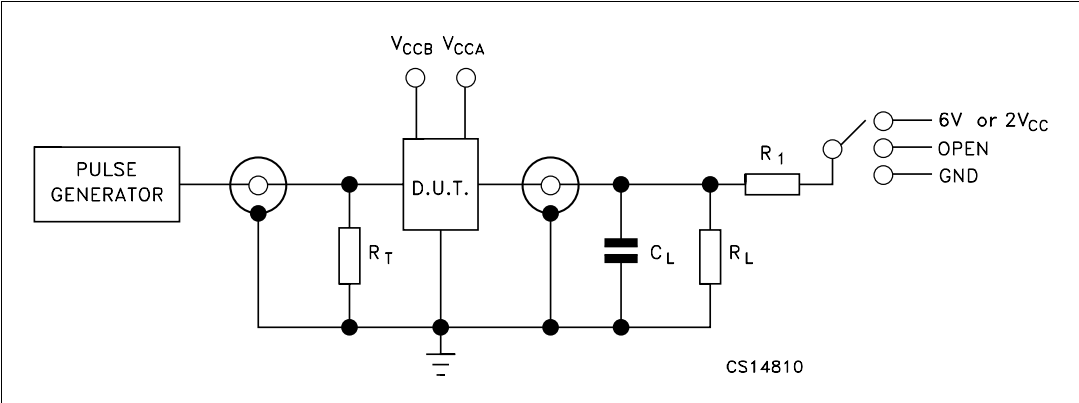 VCCB VCCA
PULSE
GENERATOR
D.U.T.
RT
CL
RL
R1
6V or 2VCC
OPEN
GND
CS14810